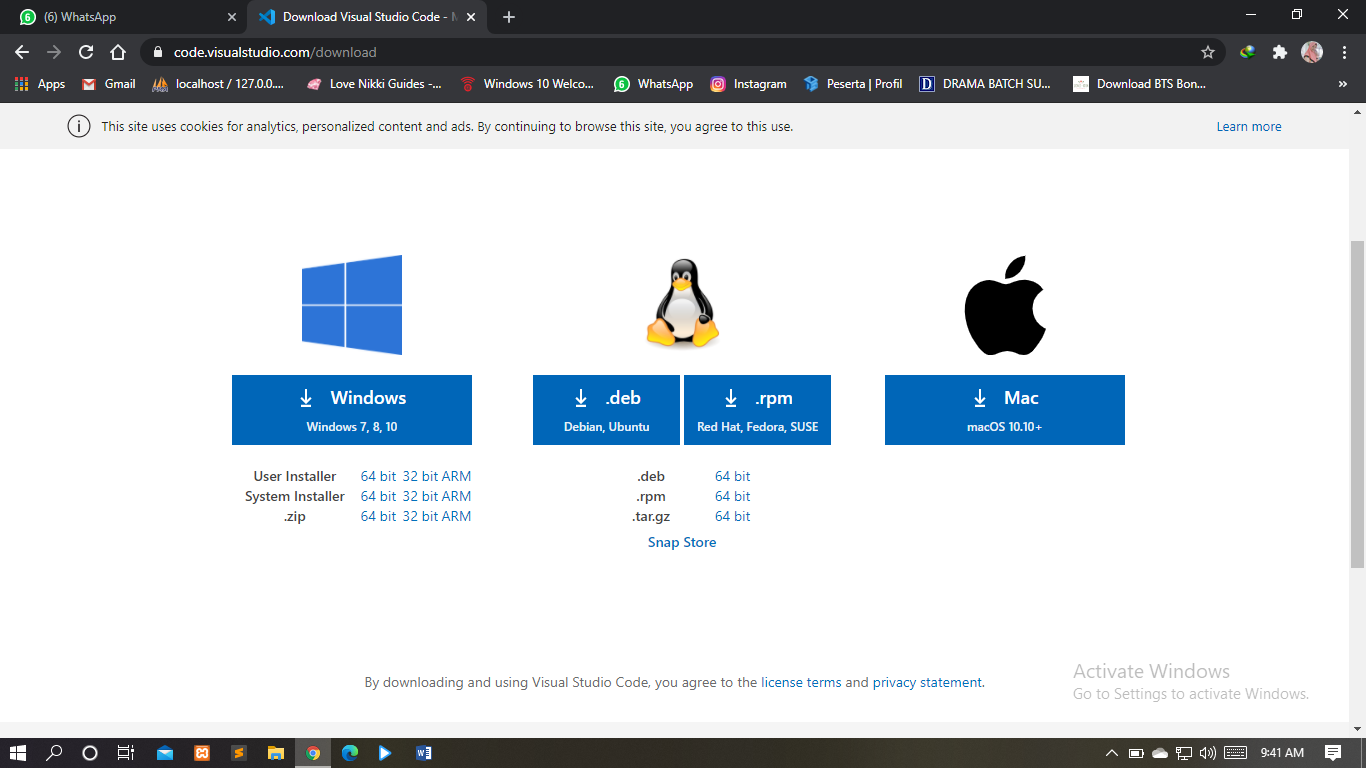 (6) WhatsApp
Download Visual Studio Code - M
code.visualstudio.com/download
Apps Gmail localhost / 127.0.0.... Love Nikki Guides -... Windows 10 Welco... 6 WhatsApp Instagram Peserta | Profil D DRAMA BATCH SU... Download BTS Bon... »
This site uses cookies for analytics, personalized content and ads. By continuing to browse this site, you agree to this use. Learn more
Windows
Windows 7, 8, 10
.deb
Debian, Ubuntu
.rpm
Red Hat, Fedora, SUSE
Mac
macOS 10.10+
User Installer 64 bit 32 bit ARM
System Installer 64 bit 32 bit ARM
.zip 64 bit 32 bit ARM
.deb 64 bit
.rpm 64 bit
.tar.gz 64 bit
Snap Store
By downloading and using Visual Studio Code, you agree to the license terms and privacy statement.
Activate Windows
Go to Settings to activate Windows.
9:41 AM